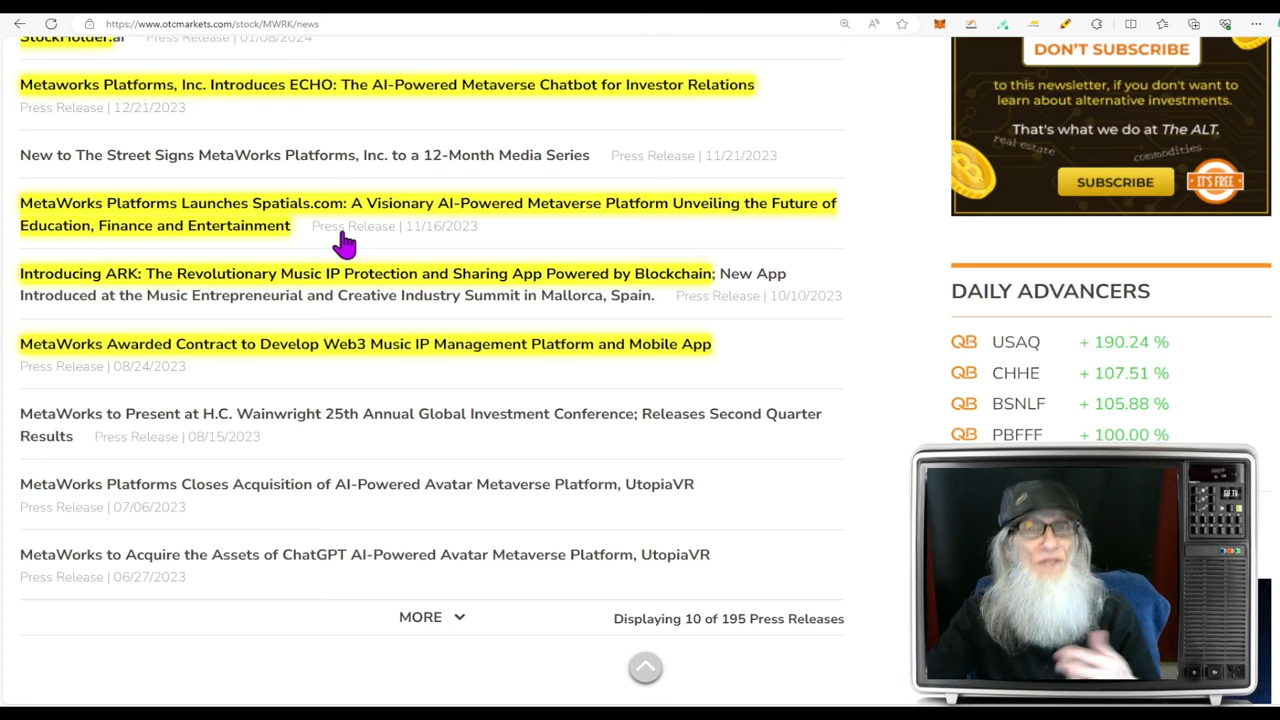 https://www.otcmarkets.com/stock/MWRK/news
StockHolder.ai Press Release | 01/08/2024
Metaworks Platforms, Inc. Introduces ECHO: The AI-Powered Metaverse Chatbot for Investor Relations
Press Release | 12/21/2023
New to The Street Signs MetaWorks Platforms, Inc. to a 12-Month Media Series Press Release | 11/21/2023
MetaWorks Platforms Launches Spatials.com: A Visionary AI-Powered Metaverse Platform Unveiling the Future of
Education, Finance and Entertainment Press Release | 11/16/2023
Introducing ARK: The Revolutionary Music IP Protection and Sharing App Powered by Blockchain; New App
Introduced at the Music Entrepreneurial and Creative Industry Summit in Mallorca, Spain. Press Release | 10/10/2023
MetaWorks Awarded Contract to Develop Web3 Music IP Management Platform and Mobile App
Press Release | 08/24/2023
MetaWorks to Present at H.C. Wainwright 25th Annual Global Investment Conference; Releases Second Quarter
Results Press Release | 08/15/2023
MetaWorks Platforms Closes Acquisition of AI-Powered Avatar Metaverse Platform, UtopiaVR
Press Release | 07/06/2023
MetaWorks to Acquire the Assets of ChatGPT AI-Powered Avatar Metaverse Platform, UtopiaVR
Press Release | 06/27/2023
MORE
Displaying 10 of 195 Press Releases
DON'T SUBSCRIBE
to this newsletter, if you don't want to
learn about alternative investments.
That's what we do at The ALT.
real estate
commodities
SUBSCRIBE
IT'S FREE
DAILY ADVANCERS
QB USAQ + 190.24 %
QB CHHE + 107.51 %
QB BSNLF + 105.88 %
QB PBFFF + 100.00 %
GIF.TV